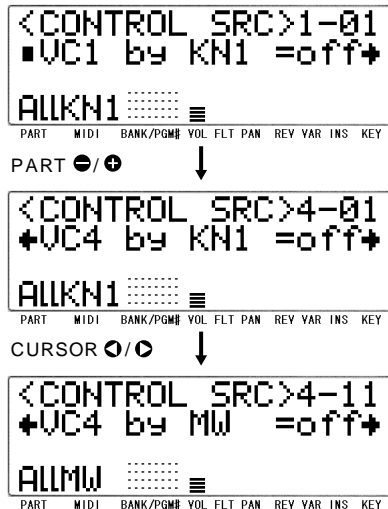 <CONTROL SRC>1-01
▪VC1 by KN1 =off→
AllKN1
PART MIDI BANK/PGM# VOL FLT PAN REV VAR INS KEY
PART −/+
<CONTROL SRC>4-01
←VC4 by KN1 =off→
AllKN1
PART MIDI BANK/PGM# VOL FLT PAN REV VAR INS KEY
CURSOR ◁/▷
<CONTROL SRC>4-11
←VC4 by MW =off→
AllMW
PART MIDI BANK/PGM# VOL FLT PAN REV VAR INS KEY